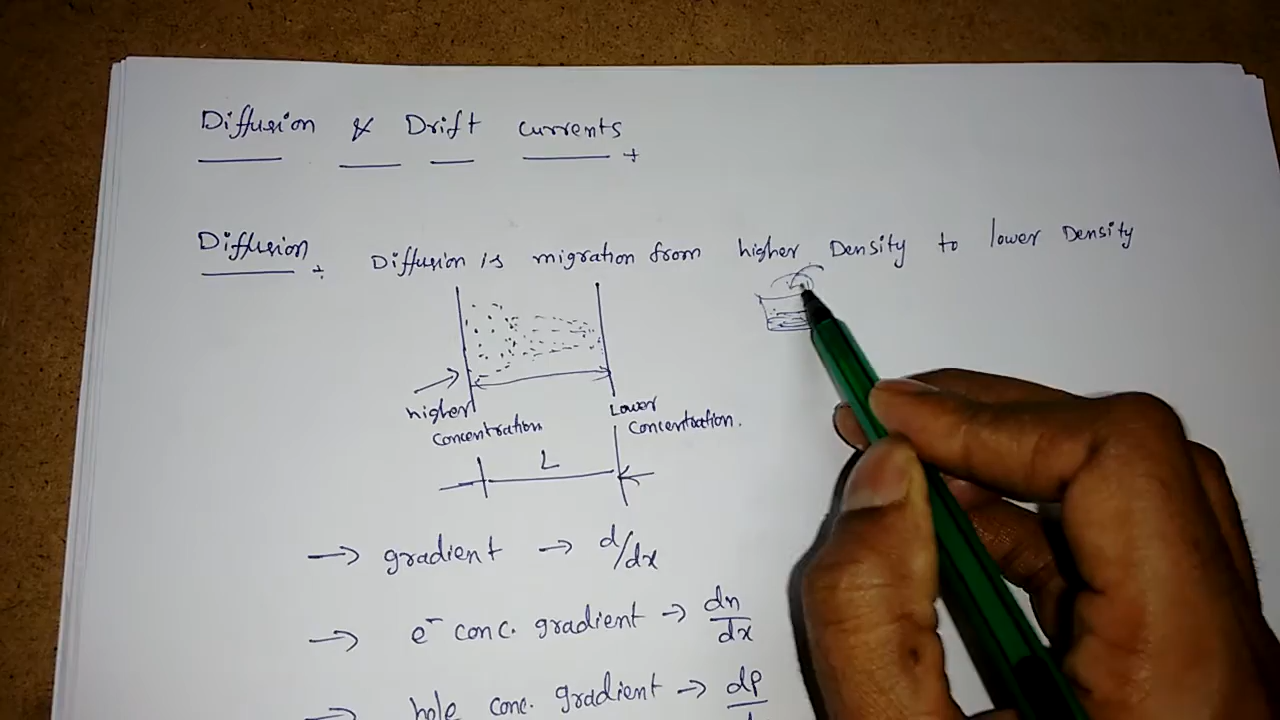 Diffusion & Drift currents
Diffusion Diffusion is migration from higher Density to lower Density
higher
Concentration
Lower
Concentration.
L
→ gradient → d/dx
→ e⁻ conc. gradient → dn/dx
→ hole conc. gradient → dp